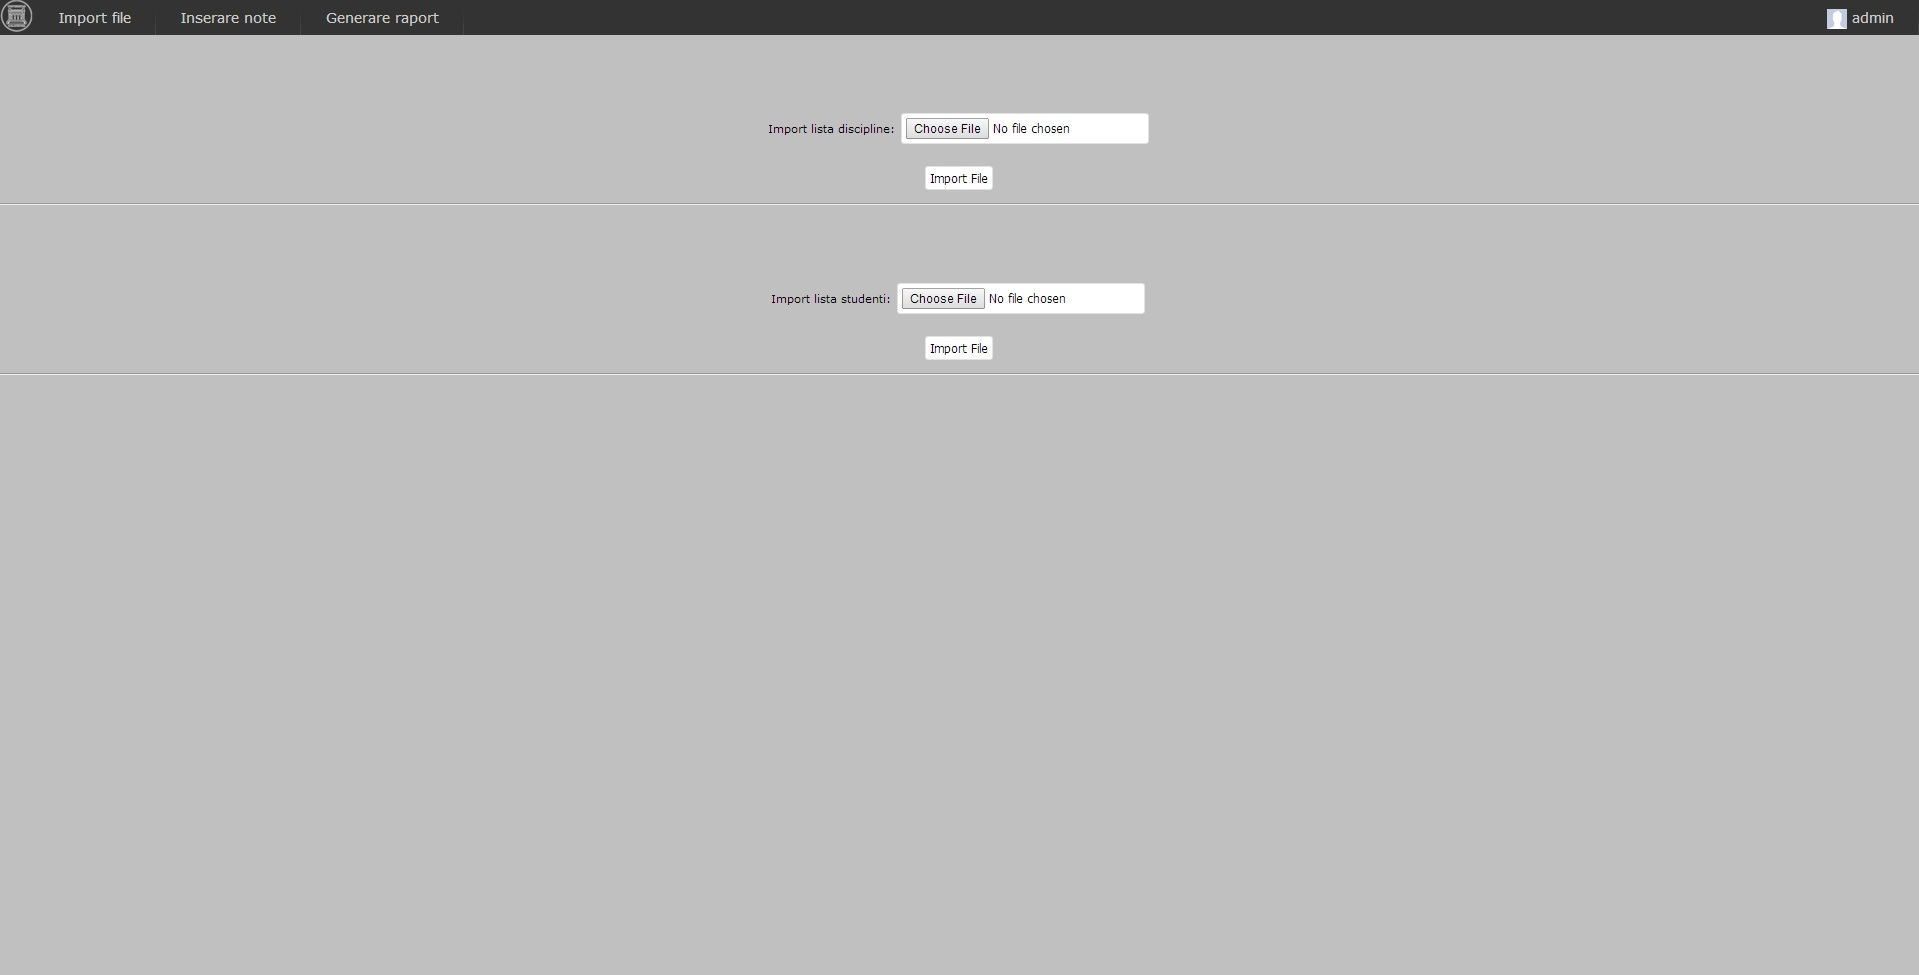 Import file Inserare note Generare raport admin
Import lista discipline: Choose File No file chosen
Import File
Import lista studenti: Choose File No file chosen
Import File